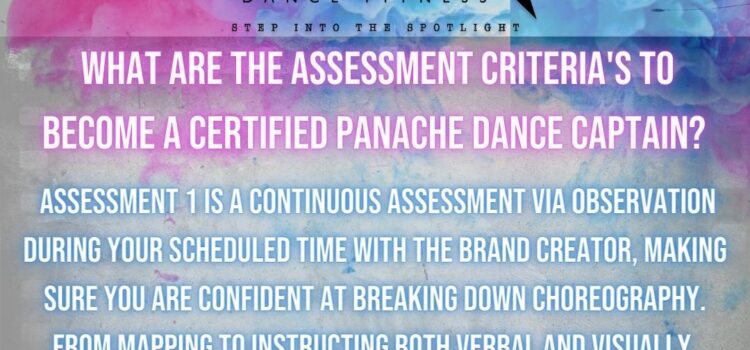 DANCE FITNESS
STEP INTO THE SPOTLIGHT
WHAT ARE THE ASSESSMENT CRITERIA'S TO
BECOME A CERTIFIED PANACHE DANCE CAPTAIN?
ASSESSMENT 1 IS A CONTINUOUS ASSESSMENT VIA OBSERVATION
DURING YOUR SCHEDULED TIME WITH THE BRAND CREATOR, MAKING
SURE YOU ARE CONFIDENT AT BREAKING DOWN CHOREOGRAPHY.
FROM MAPPING TO INSTRUCTING BOTH VERBAL AND VISUALLY